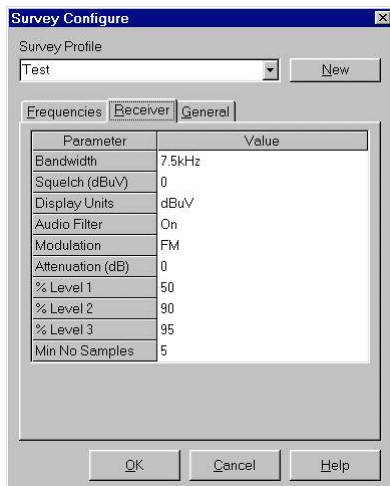 Survey Configure
Survey Profile
Test
New
Frequencies Receiver General
Parameter Value
Bandwidth 7.5kHz
Squelch (dBuV) 0
Display Units dBuV
Audio Filter On
Modulation FM
Attenuation (dB) 0
% Level 1 50
% Level 2 90
% Level 3 95
Min No Samples 5
OK Cancel Help